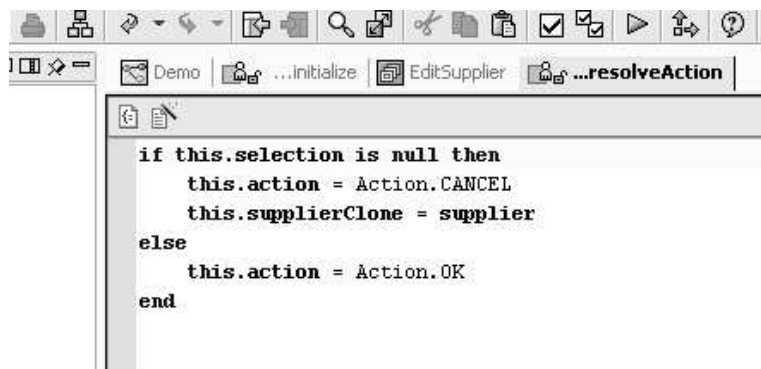 Demo …initialize EditSupplier …resolveAction
if this.selection is null then
this.action = Action.CANCEL
this.supplierClone = supplier
else
this.action = Action.OK
end